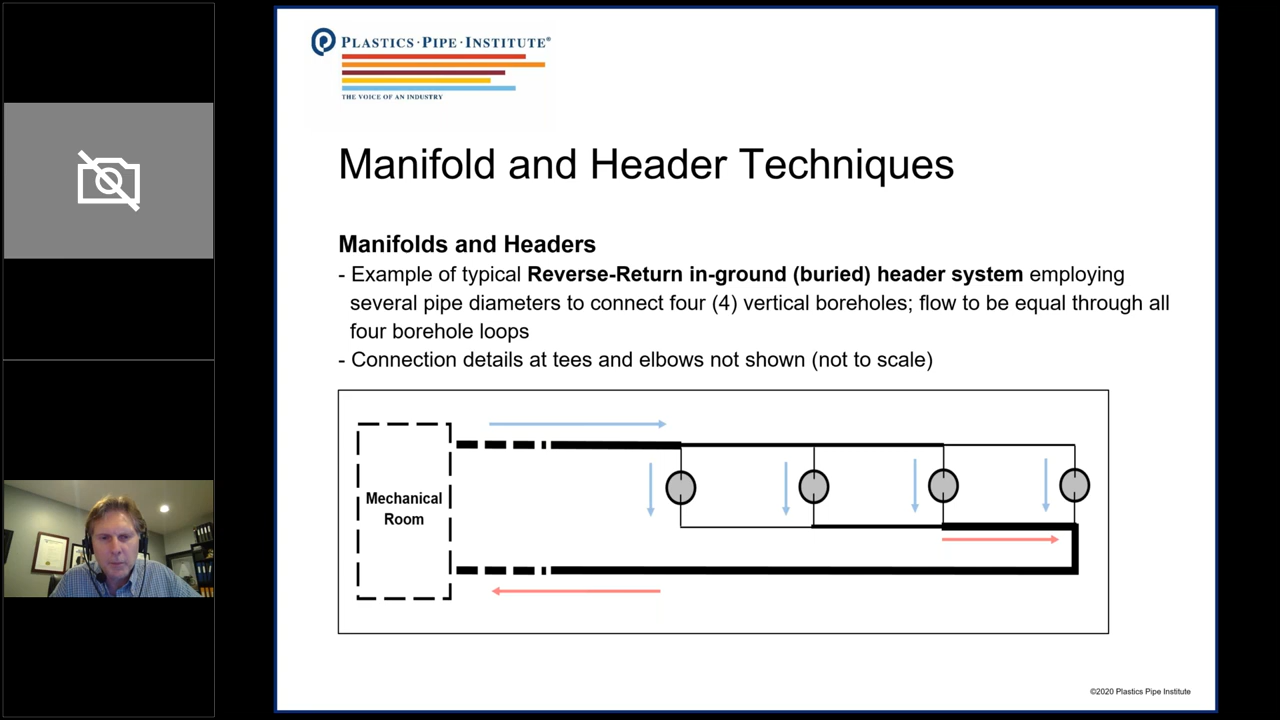 PLASTICS·PIPE·INSTITUTE®
THE VOICE OF AN INDUSTRY
Manifold and Header Techniques
Manifolds and Headers
- Example of typical Reverse-Return in-ground (buried) header system employing
several pipe diameters to connect four (4) vertical boreholes; flow to be equal through all
four borehole loops
- Connection details at tees and elbows not shown (not to scale)
Mechanical
Room
©2020 Plastics Pipe Institute